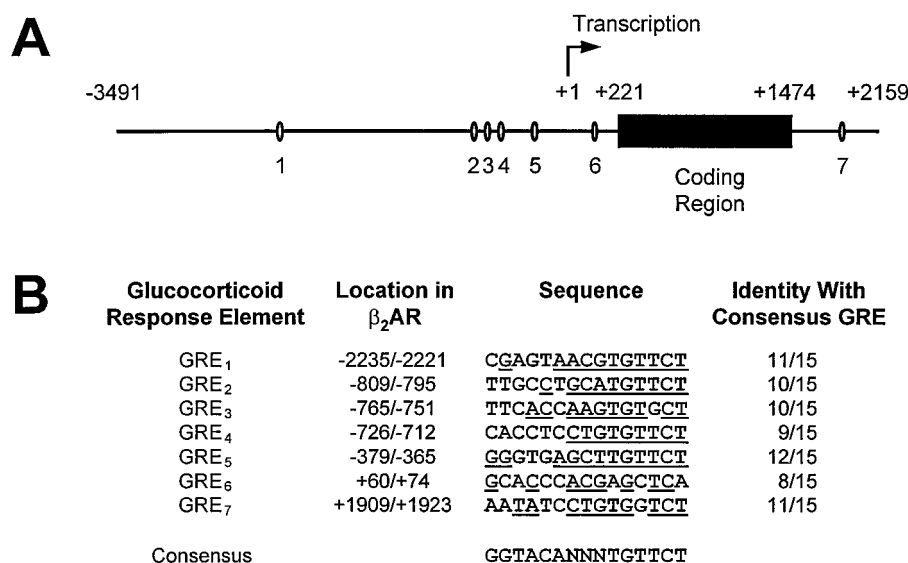 A
Transcription
-3491 +1 +221 +1474 +2159
1 2 3 4 5 6 7
Coding
Region
B
Glucocorticoid Response Element Location in β2AR Sequence Identity With Consensus GRE
GRE1 -2235/-2221 CGAGTAACGTGTTCT 11/15
GRE2 -809/-795 TTGCCTGCATGTTCT 10/15
GRE3 -765/-751 TTCACCAAGTGTGCT 10/15
GRE4 -726/-712 CACCTCCTGTGTTCT 9/15
GRE5 -379/-365 GGGTGAGCTTGTTCT 12/15
GRE6 +60/+74 GCACCCACGAGCTCA 8/15
GRE7 +1909/+1923 AATATCCTGTGGTCT 11/15
Consensus GGTACANNNTGTTCT